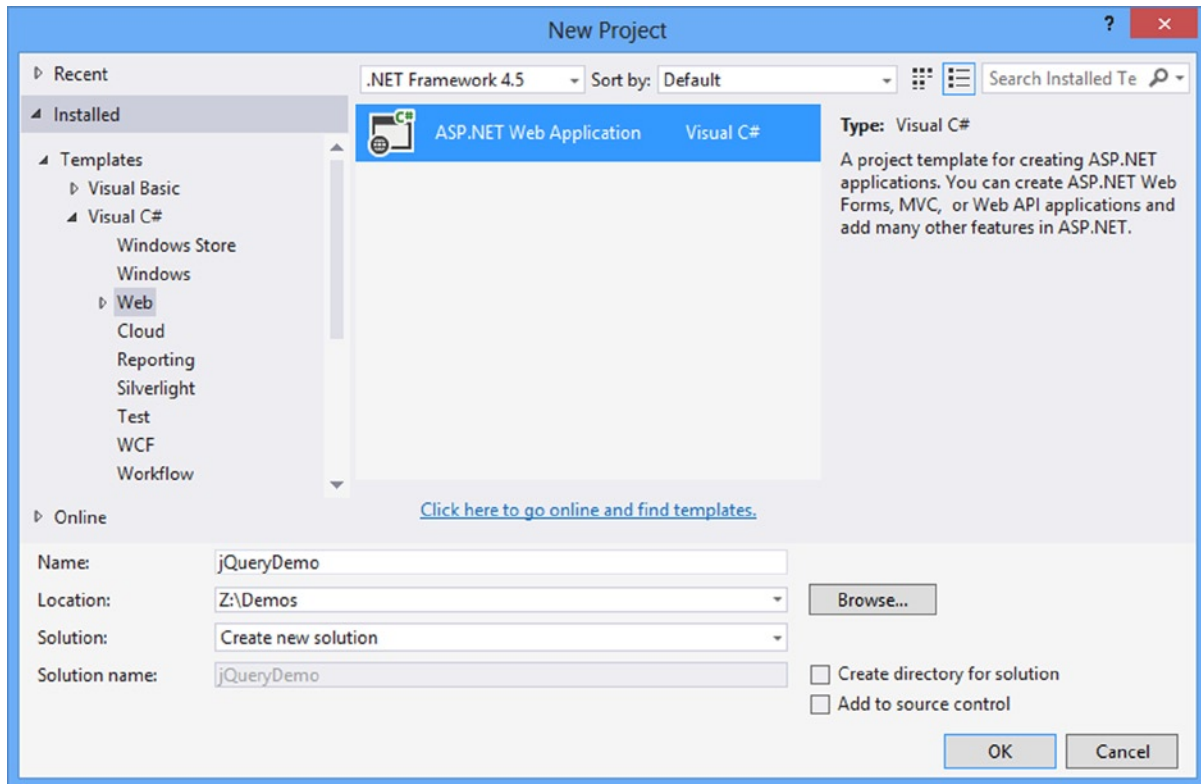 New Project
?
Recent
.NET Framework 4.5
Sort by: Default
Search Installed Te
Installed
Templates
Visual Basic
Visual C#
Windows Store
Windows
Web
Cloud
Reporting
Silverlight
Test
WCF
Workflow
Online
C#
ASP.NET Web Application Visual C#
Click here to go online and find templates.
Type: Visual C#
A project template for creating ASP.NET
applications. You can create ASP.NET Web
Forms, MVC, or Web API applications and
add many other features in ASP.NET.
Name: jQueryDemo
Location: Z:\Demos
Browse...
Solution: Create new solution
Solution name: jQueryDemo
Create directory for solution
Add to source control
OK
Cancel